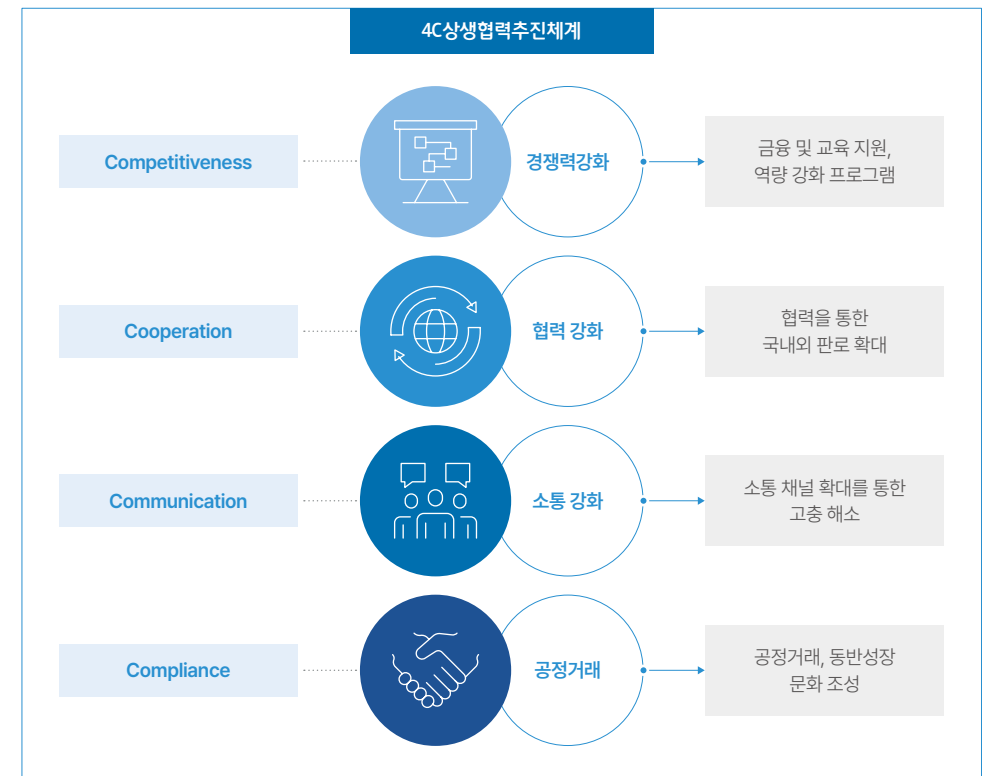 4C상생협력추진체계
Competitiveness
경쟁력강화
금융 및 교육 지원,
역량 강화 프로그램
Cooperation
협력 강화
협력을 통한
국내외 판로 확대
Communication
소통 강화
소통 채널 확대를 통한
고충 해소
Compliance
공정거래
공정거래, 동반성장
문화 조성